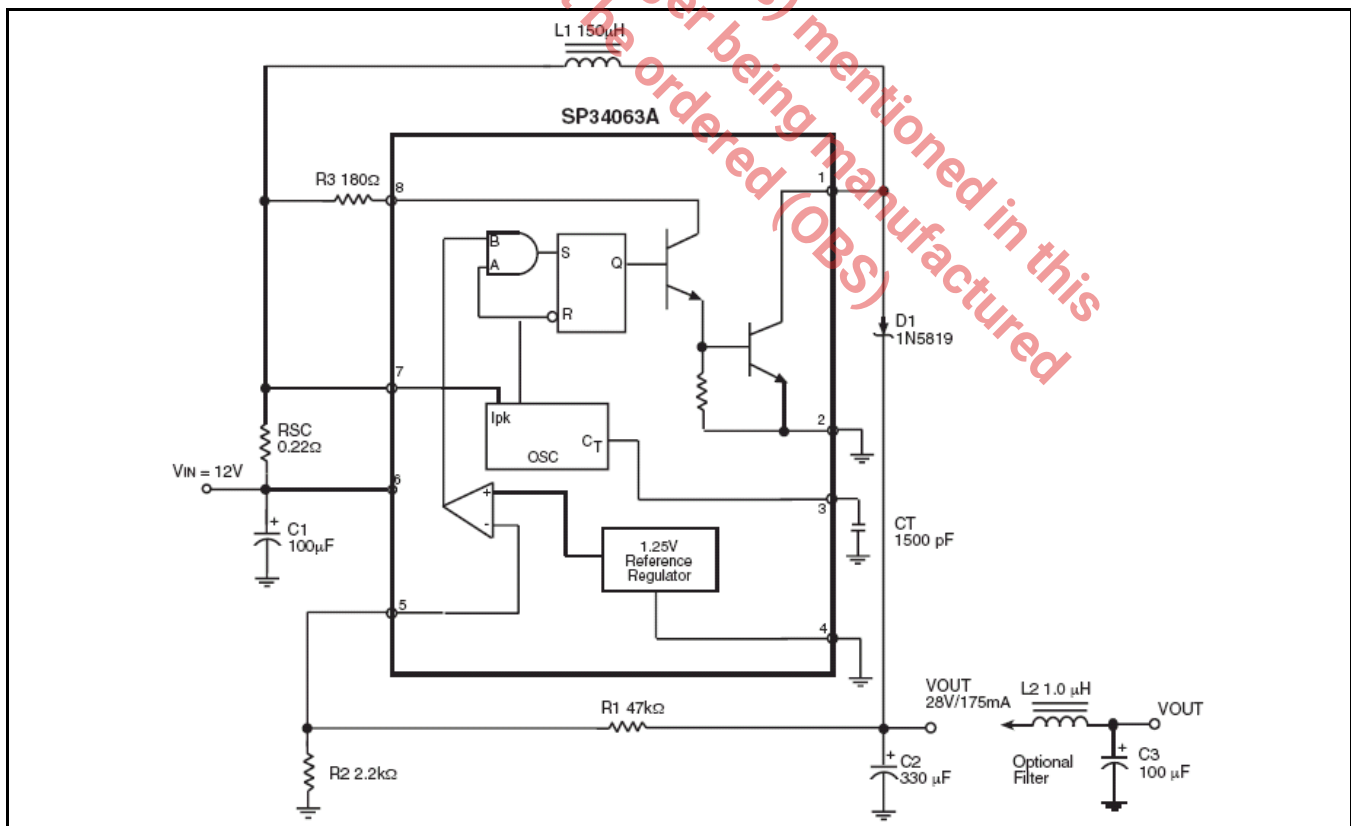 s) mentioned in this
er being manufactured
t be ordered (OBS)
L1 150µH
SP34063A
R3 180Ω
8
1
B
A
S
Q
R
D1
1N5819
7
Ipk
CT
OSC
2
RSC
0.22Ω
VIN = 12V
6
+
C1
100µF
+
-
3
CT
1500 pF
1.25V
Reference
Regulator
5
4
R1 47kΩ
VOUT
28V/175mA
L2 1.0 µH
VOUT
R2 2.2kΩ
+
C2
330 µF
Optional
Filter
+
C3
100 µF